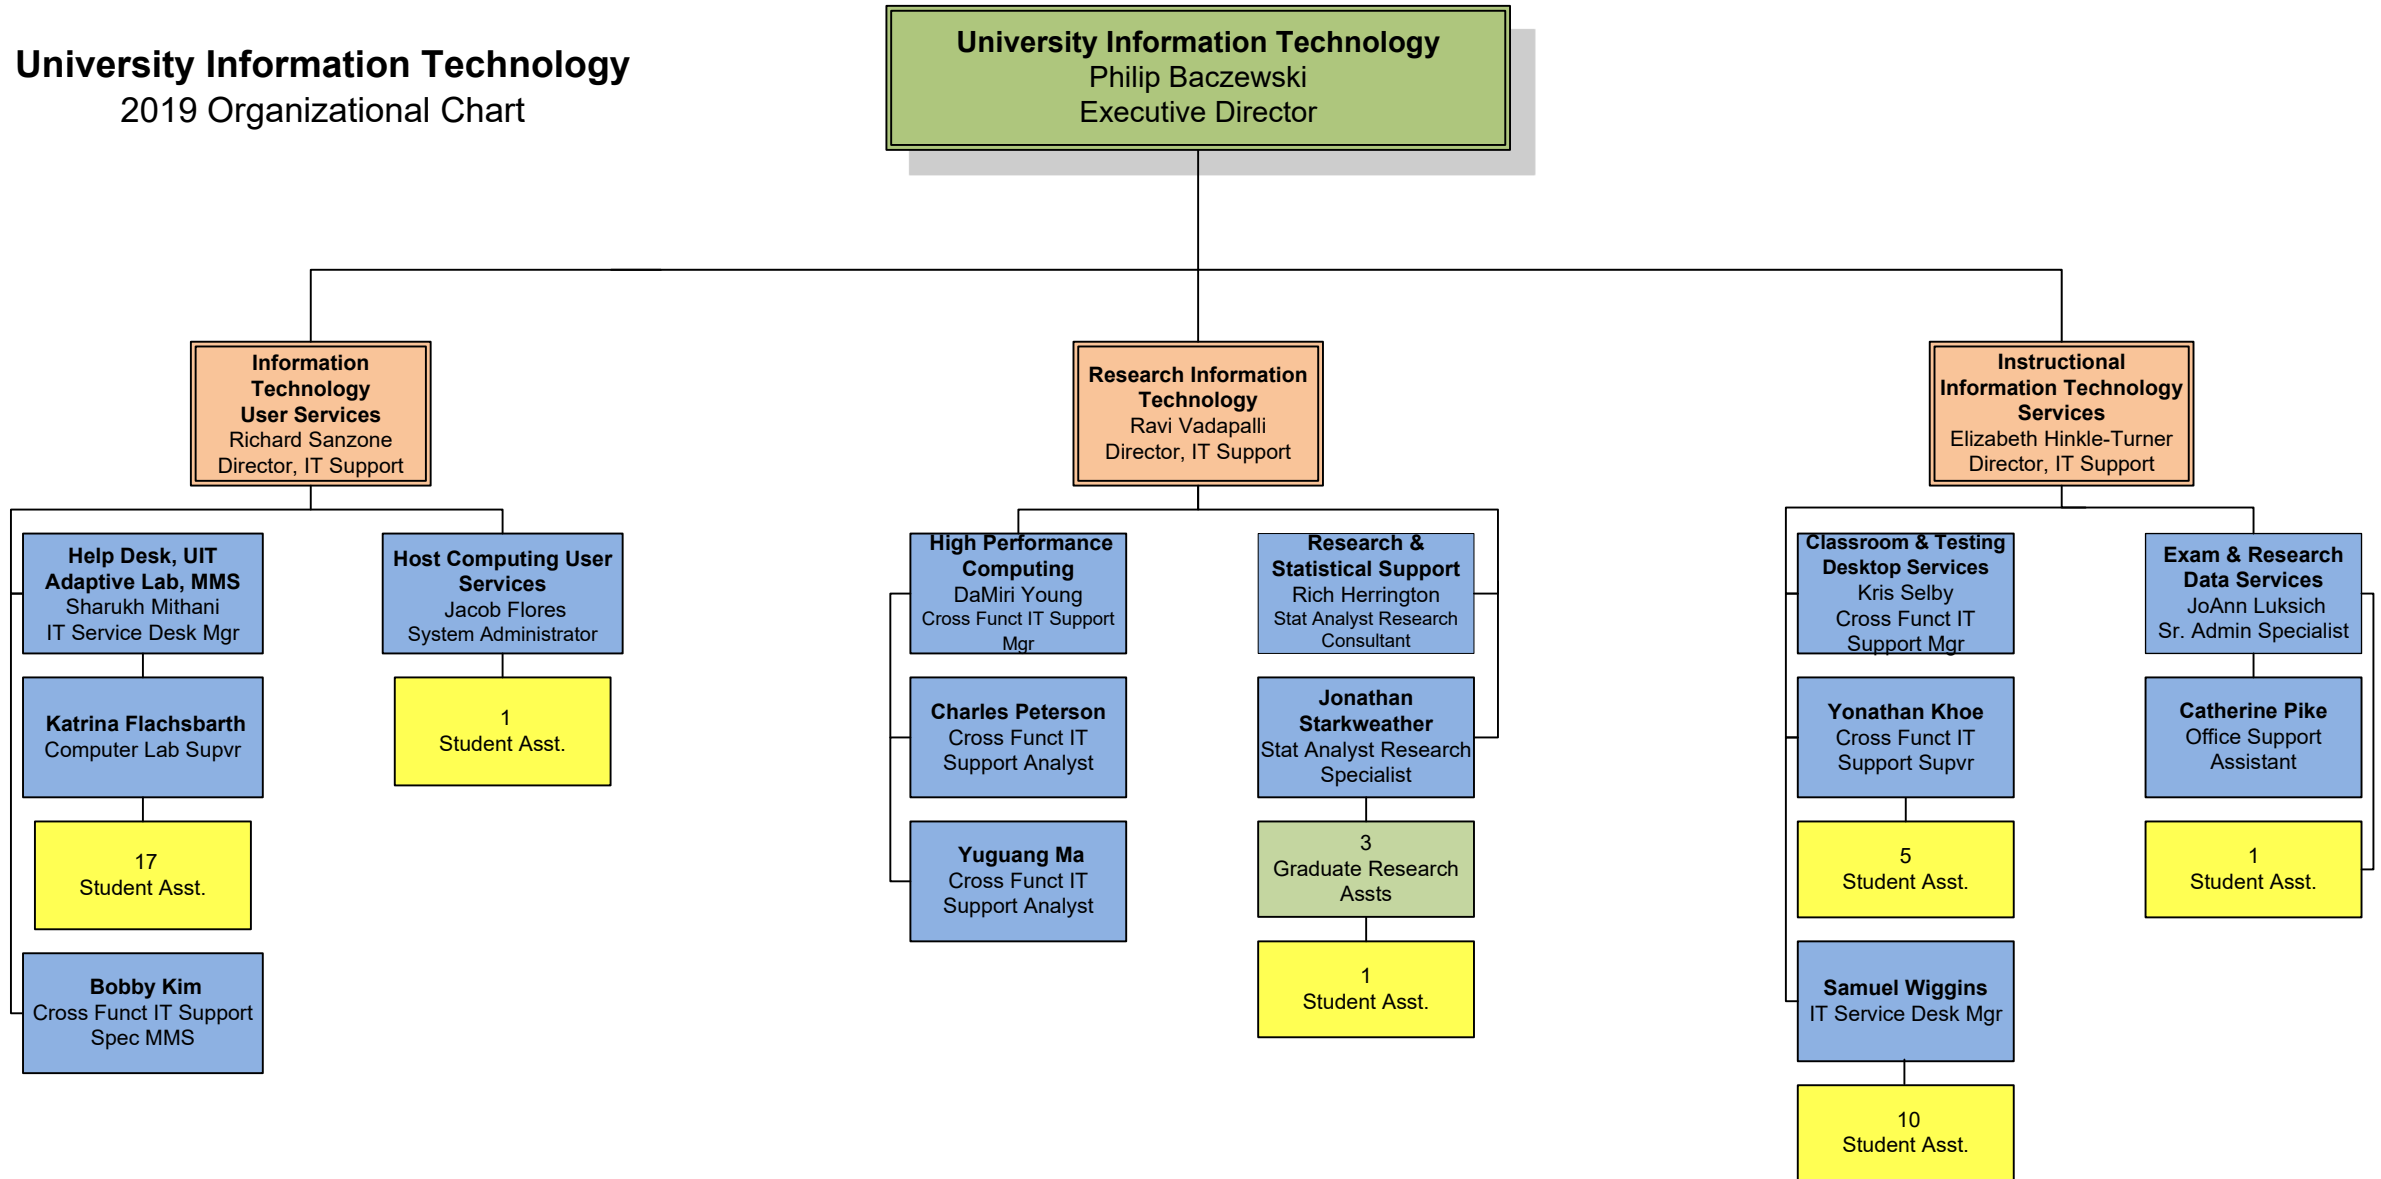 University Information Technology
2019 Organizational Chart
University Information Technology
Philip Baczewski
Executive Director
Information
Technology
User Services
Richard Sanzone
Director, IT Support
Research Information
Technology
Ravi Vadapalli
Director, IT Support
Instructional
Information Technology
Services
Elizabeth Hinkle-Turner
Director, IT Support
Help Desk, UIT
Adaptive Lab, MMS
Sharukh Mithani
IT Service Desk Mgr
Katrina Flachsbarth
Computer Lab Supvr
17
Student Asst.
Bobby Kim
Cross Funct IT Support
Spec MMS
Host Computing User
Services
Jacob Flores
System Administrator
1
Student Asst.
High Performance
Computing
DaMiri Young
Cross Funct IT Support
Mgr
Charles Peterson
Cross Funct IT
Support Analyst
Yuguang Ma
Cross Funct IT
Support Analyst
Research &
Statistical Support
Rich Herrington
Stat Analyst Research
Consultant
Jonathan
Starkweather
Stat Analyst Research
Specialist
3
Graduate Research
Assts
1
Student Asst.
Classroom & Testing
Desktop Services
Kris Selby
Cross Funct IT
Support Mgr
Yonathan Khoe
Cross Funct IT
Support Supvr
5
Student Asst.
Samuel Wiggins
IT Service Desk Mgr
10
Student Asst.
Exam & Research
Data Services
JoAnn Luksich
Sr. Admin Specialist
Catherine Pike
Office Support
Assistant
1
Student Asst.